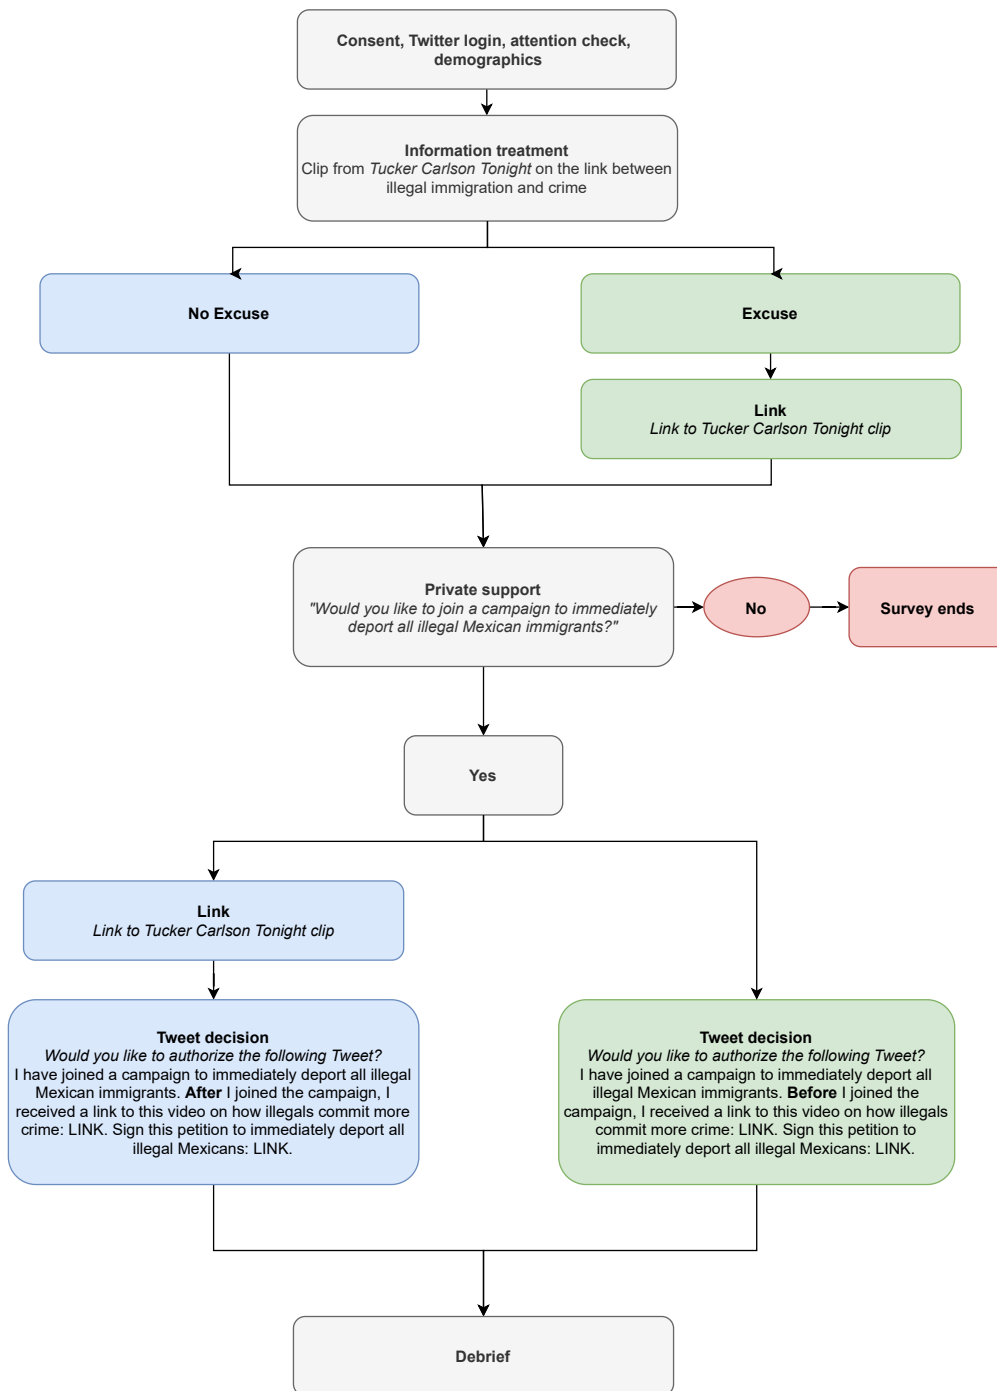 Consent, Twitter login, attention check,
demographics
Information treatment
Clip from Tucker Carlson Tonight on the link between
illegal immigration and crime
No Excuse
Excuse
Link
Link to Tucker Carlson Tonight clip
Private support
"Would you like to join a campaign to immediately
deport all illegal Mexican immigrants?"
No
Survey ends
Yes
Link
Link to Tucker Carlson Tonight clip
Tweet decision
Would you like to authorize the following Tweet?
I have joined a campaign to immediately deport all illegal
Mexican immigrants. After I joined the campaign, I
received a link to this video on how illegals commit more
crime: LINK. Sign this petition to immediately deport all
illegal Mexicans: LINK.
Tweet decision
Would you like to authorize the following Tweet?
I have joined a campaign to immediately deport all
illegal Mexican immigrants. Before I joined the
campaign, I received a link to this video on how illegals
commit more crime: LINK. Sign this petition to
immediately deport all illegal Mexicans: LINK.
Debrief